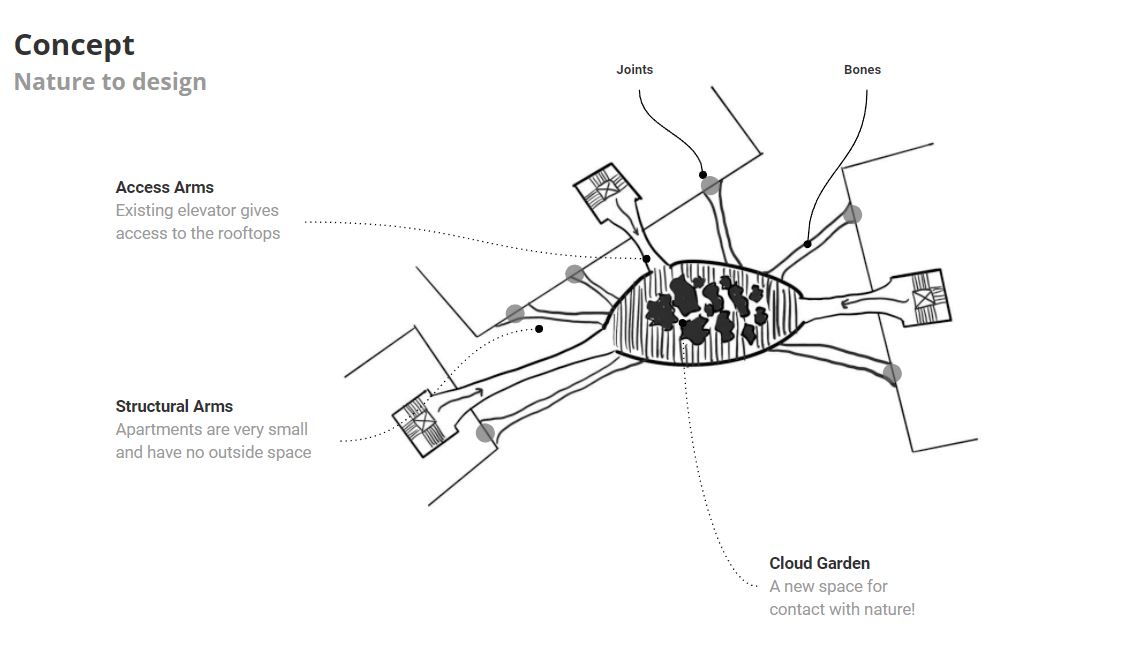 Concept
Nature to design
Joints
Bones
Access Arms
Existing elevator gives
access to the rooftops
Structural Arms
Apartments are very small
and have no outside space
Cloud Garden
A new space for
contact with nature!